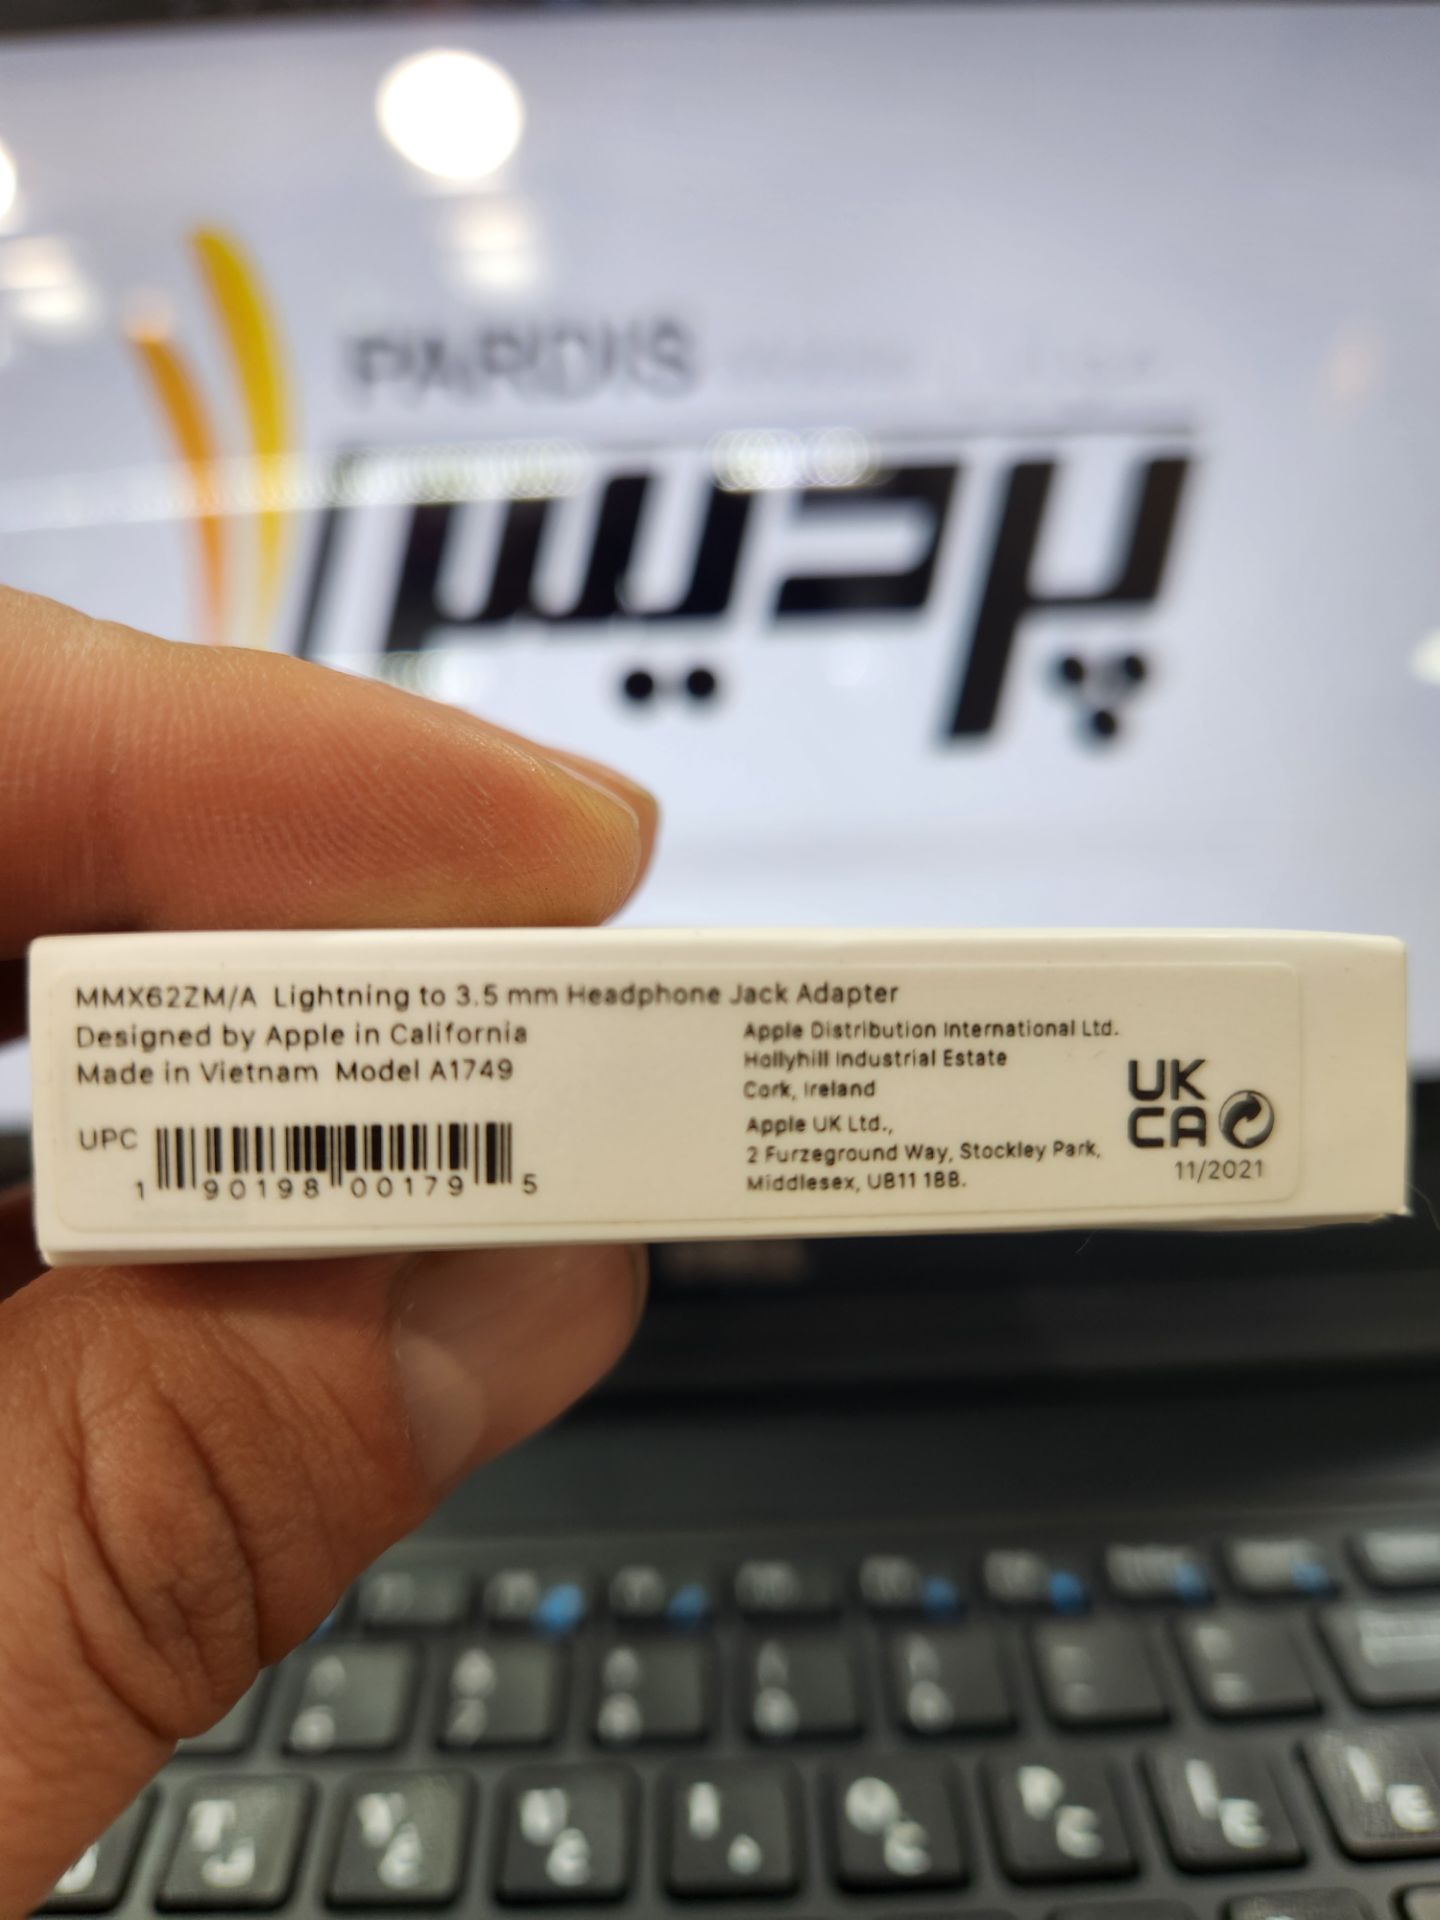 PARDIS
پردیس
MMX62ZM/A Lightning to 3.5 mm Headphone Jack Adapter
Designed by Apple in California
Made in Vietnam Model A1749
UPC
1 90198 00179 5
Apple Distribution International Ltd.
Hollyhill Industrial Estate
Cork, Ireland
Apple UK Ltd.,
2 Furzeground Way, Stockley Park,
Middlesex, UB11 1BB.
UK
CA
11/2021